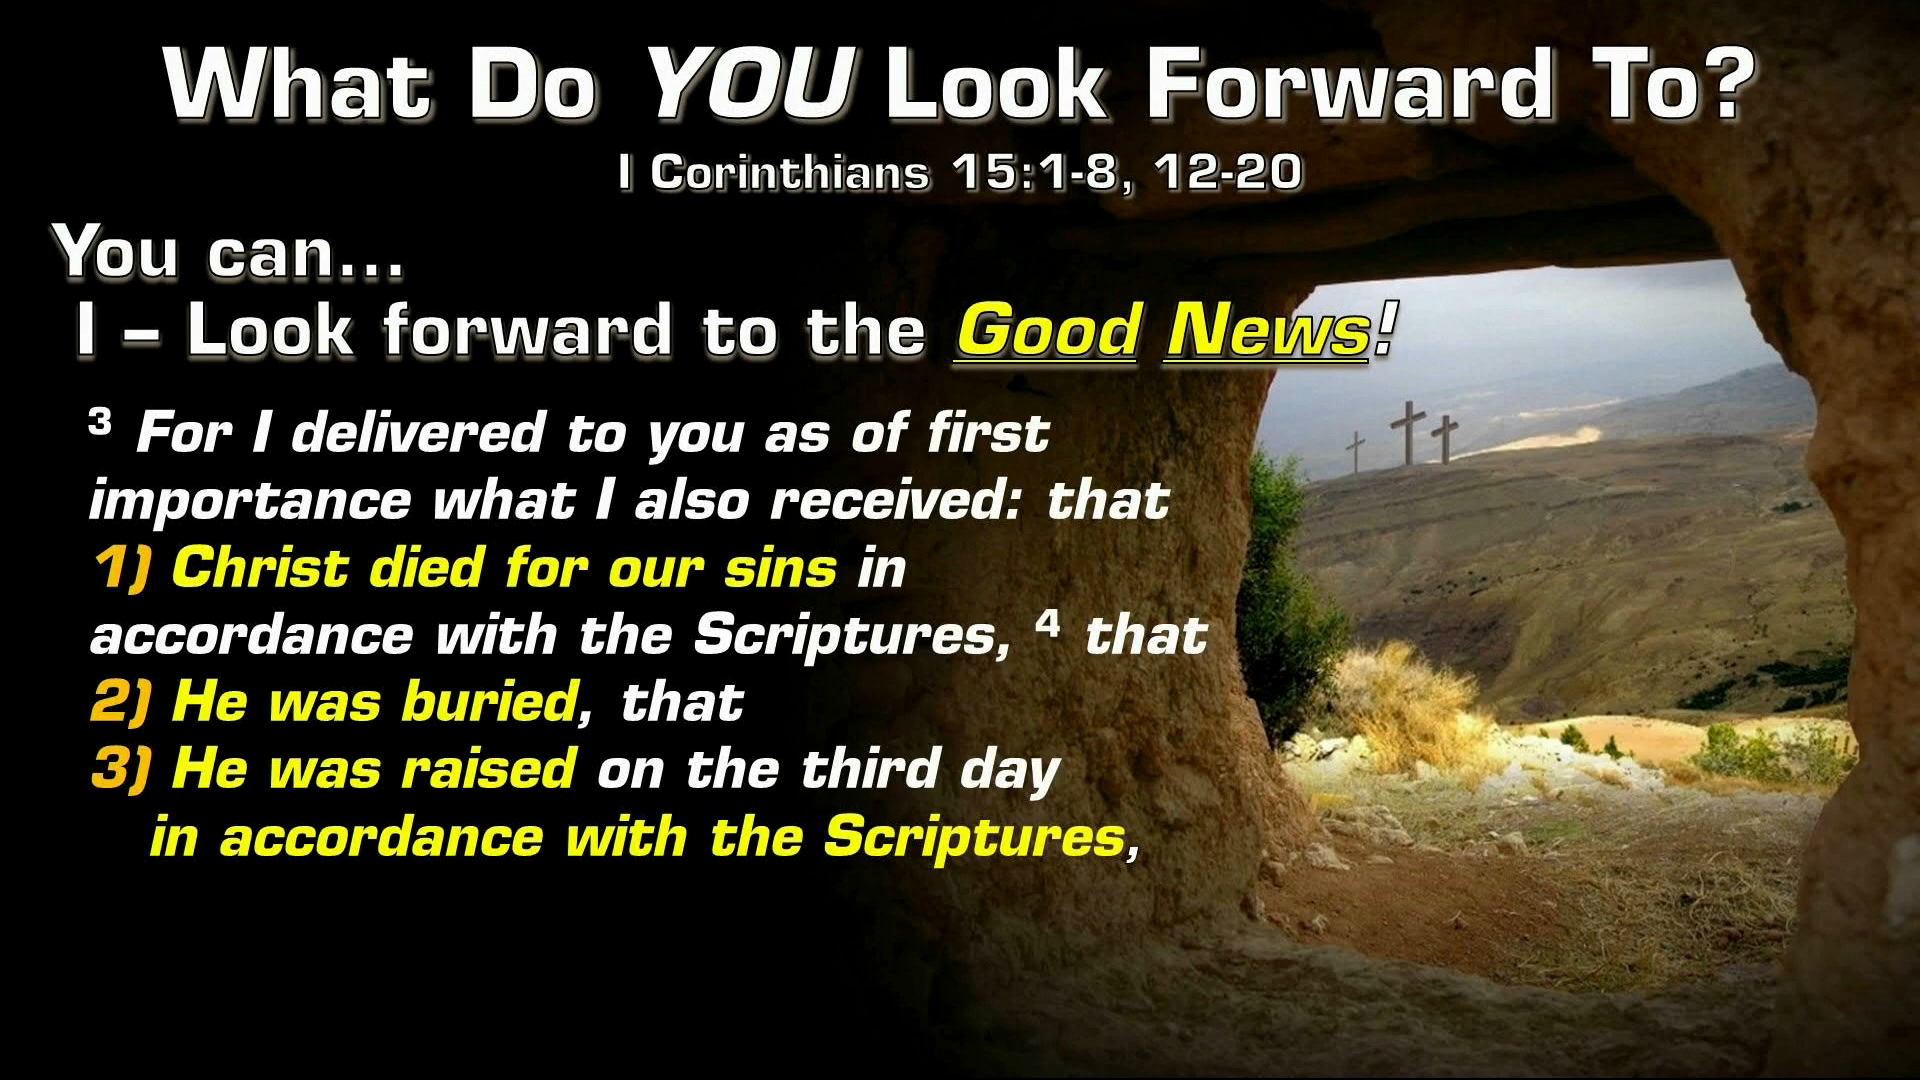 What Do YOU Look Forward To?
I Corinthians 15:1-8, 12-20
You can...
I – Look forward to the Good News!
3 For I delivered to you as of first
importance what I also received: that
1) Christ died for our sins in
accordance with the Scriptures, 4 that
2) He was buried, that
3) He was raised on the third day
in accordance with the Scriptures,